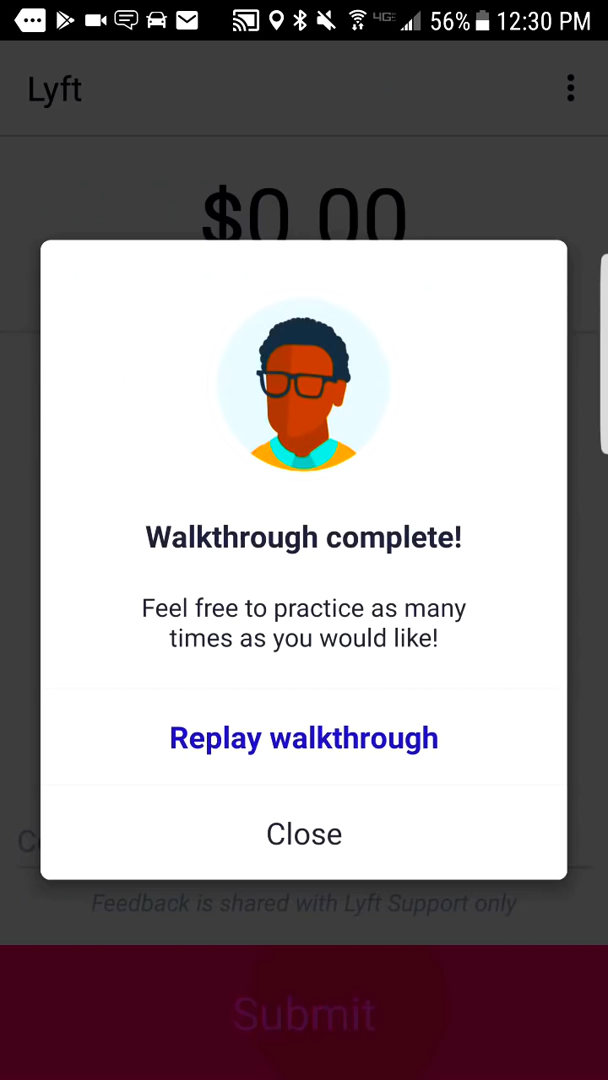 4G 56% 12:30 PM
Lyft
$0.00
Walkthrough complete!
Feel free to practice as many
times as you would like!
Replay walkthrough
Close
Feedback is shared with Lyft Support only
Submit